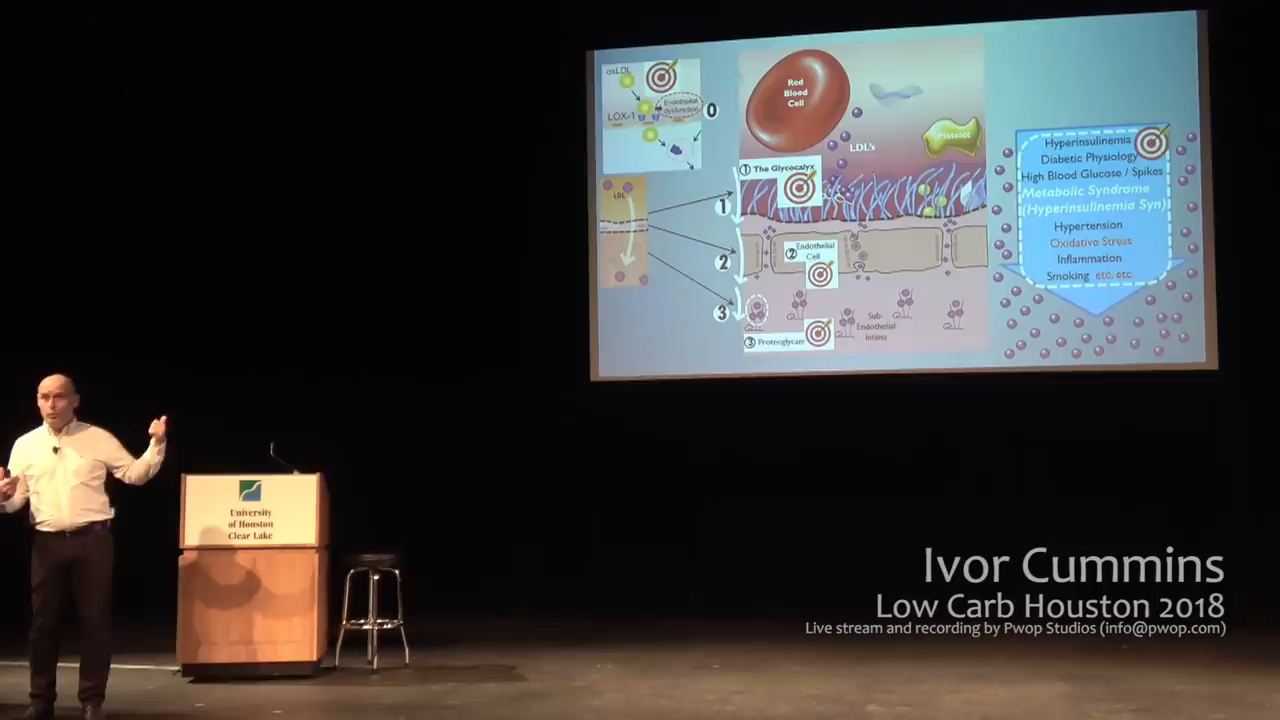 oxLDL
LOX-1
Endothelial
dysfunction
0
Red
Blood
Cell
LDL's
Platelet
1 The Glycocalyx
LDL
1
2
2 Endothelial
Cell
3
Sub-
Endothelial
Intima
3 Proteoglycans
Hyperinsulinemia
Diabetic Physiology
High Blood Glucose / Spikes
Metabolic Syndrome
(Hyperinsulinemia Syn)
Hypertension
Oxidative Stress
Inflammation
Smoking etc. etc.
University
of Houston
Clear Lake
Ivor Cummins
Low Carb Houston 2018
Live stream and recording by Pwop Studios (info@pwop.com)